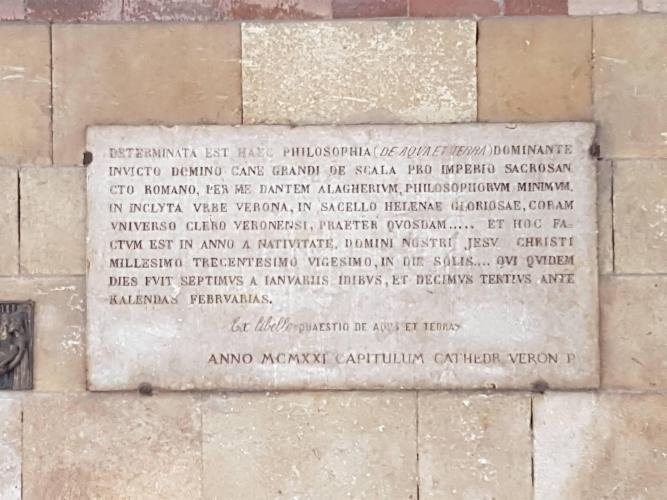 DETERMINATA EST HAEC PHILOSOPHIA (DE AQVA ET TERRA) DOMINANTE
INVICTO DOMINO CANE GRANDI DE SCALA PRO IMPERIO SACROSAN
CTO ROMANO, PER ME DANTEM ALAGHERIVM, PHILOSOPHORVM MINIMVM.
IN INCLYTA VRBE VERONA, IN SACELLO HELENAE GLORIOSAE, CORAM
VNIVERSO CLERO VERONENSI, PRAETER QVOSDAM..... ET HOC FA=
CTVM EST IN ANNO A NATIVITATE, DOMINI NOSTRI JESV CHRISTI
MILLESIMO TRECENTESIMO VIGESIMO, IN DIE SOLIS.... QVI QVIDEM
DIES FVIT SEPTIMVS A IANVARIIS IDIBVS, ET DECIMVS TERTIVS ANTE
KALENDAS FEBRVARIAS.
Ex libello «QUAESTIO DE AQUA ET TERRA»
ANNO MCMXXI CAPITULUM CATHEDR VERON P.